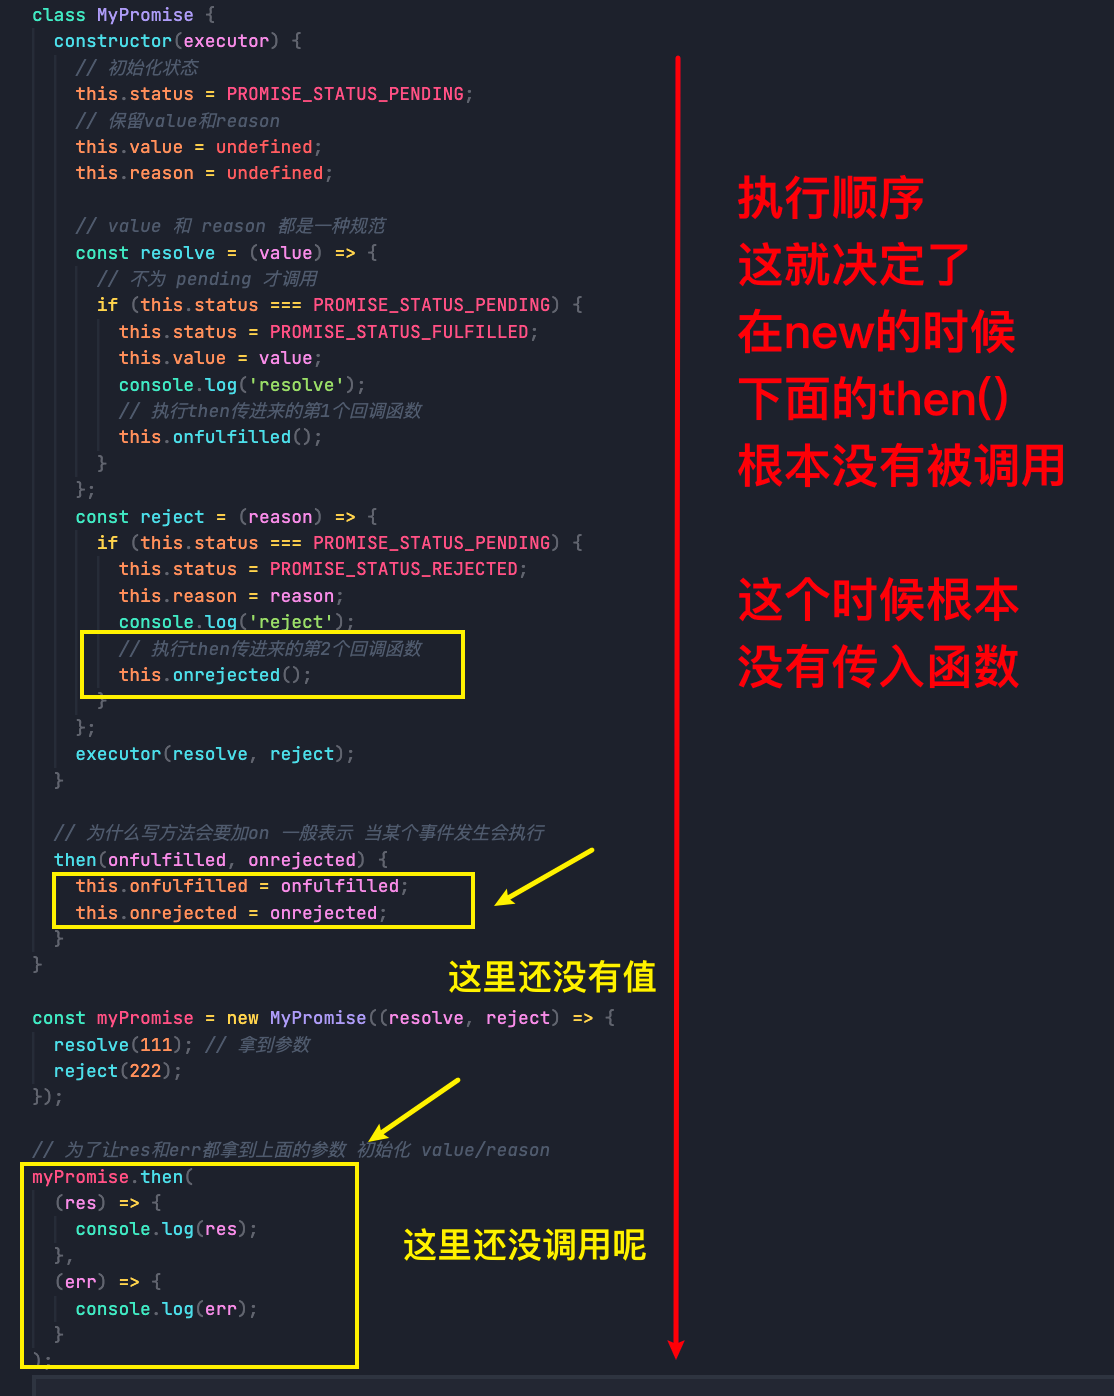 class MyPromise {
constructor(executor) {
// 初始化状态
this.status = PROMISE_STATUS_PENDING;
// 保留value和reason
this.value = undefined;
this.reason = undefined;
// value 和 reason 都是一种规范
const resolve = (value) => {
// 不为 pending 才调用
if (this.status === PROMISE_STATUS_PENDING) {
this.status = PROMISE_STATUS_FULFILLED;
this.value = value;
console.log('resolve');
// 执行then传进来的第1个回调函数
this.onfulfilled();
}
};
const reject = (reason) => {
if (this.status === PROMISE_STATUS_PENDING) {
this.status = PROMISE_STATUS_REJECTED;
this.reason = reason;
console.log('reject');
// 执行then传进来的第2个回调函数
this.onrejected();
}
};
executor(resolve, reject);
}
// 为什么写方法会要加on 一般表示 当某个事件发生会执行
then(onfulfilled, onrejected) {
this.onfulfilled = onfulfilled;
this.onrejected = onrejected;
}
}
const myPromise = new MyPromise((resolve, reject) => {
resolve(111); // 拿到参数
reject(222);
});
// 为了让res和err都拿到上面的参数 初始化 value/reason
myPromise.then(
(res) => {
console.log(res);
},
(err) => {
console.log(err);
}
);
执行顺序
这就决定了
在new的时候
下面的then()
根本没有被调用
这个时候根本
没有传入函数
这里还没有值
这里还没调用呢